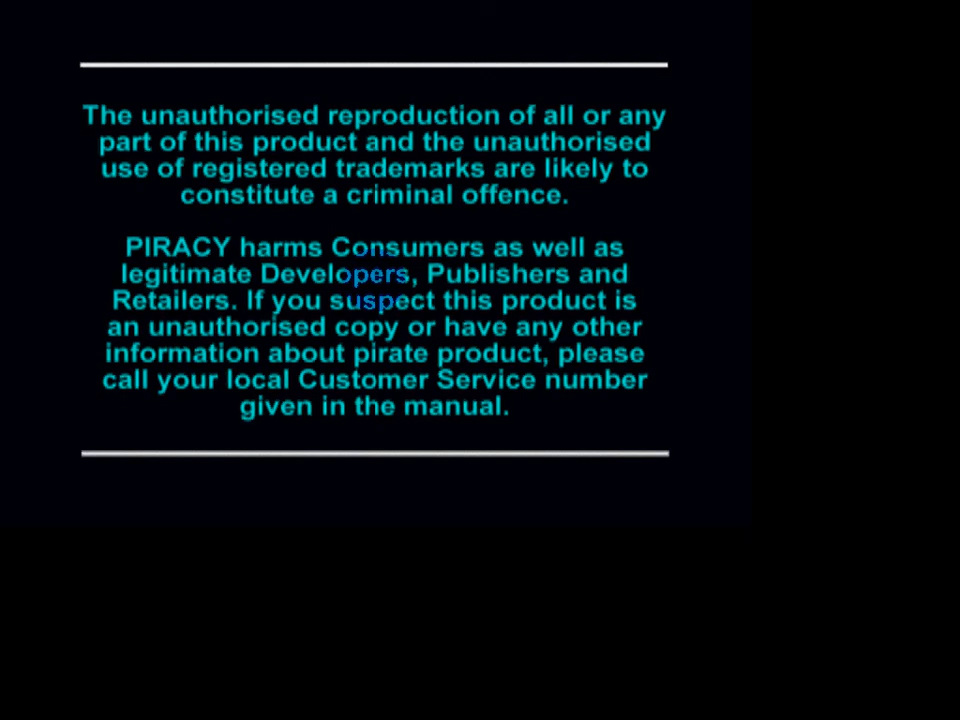 The unauthorised reproduction of all or any
part of this product and the unauthorised
use of registered trademarks are likely to
constitute a criminal offence.
PIRACY harms Consumers as well as
legitimate Developers, Publishers and
Retailers. If you suspect this product is
an unauthorised copy or have any other
information about pirate product, please
call your local Customer Service number
given in the manual.